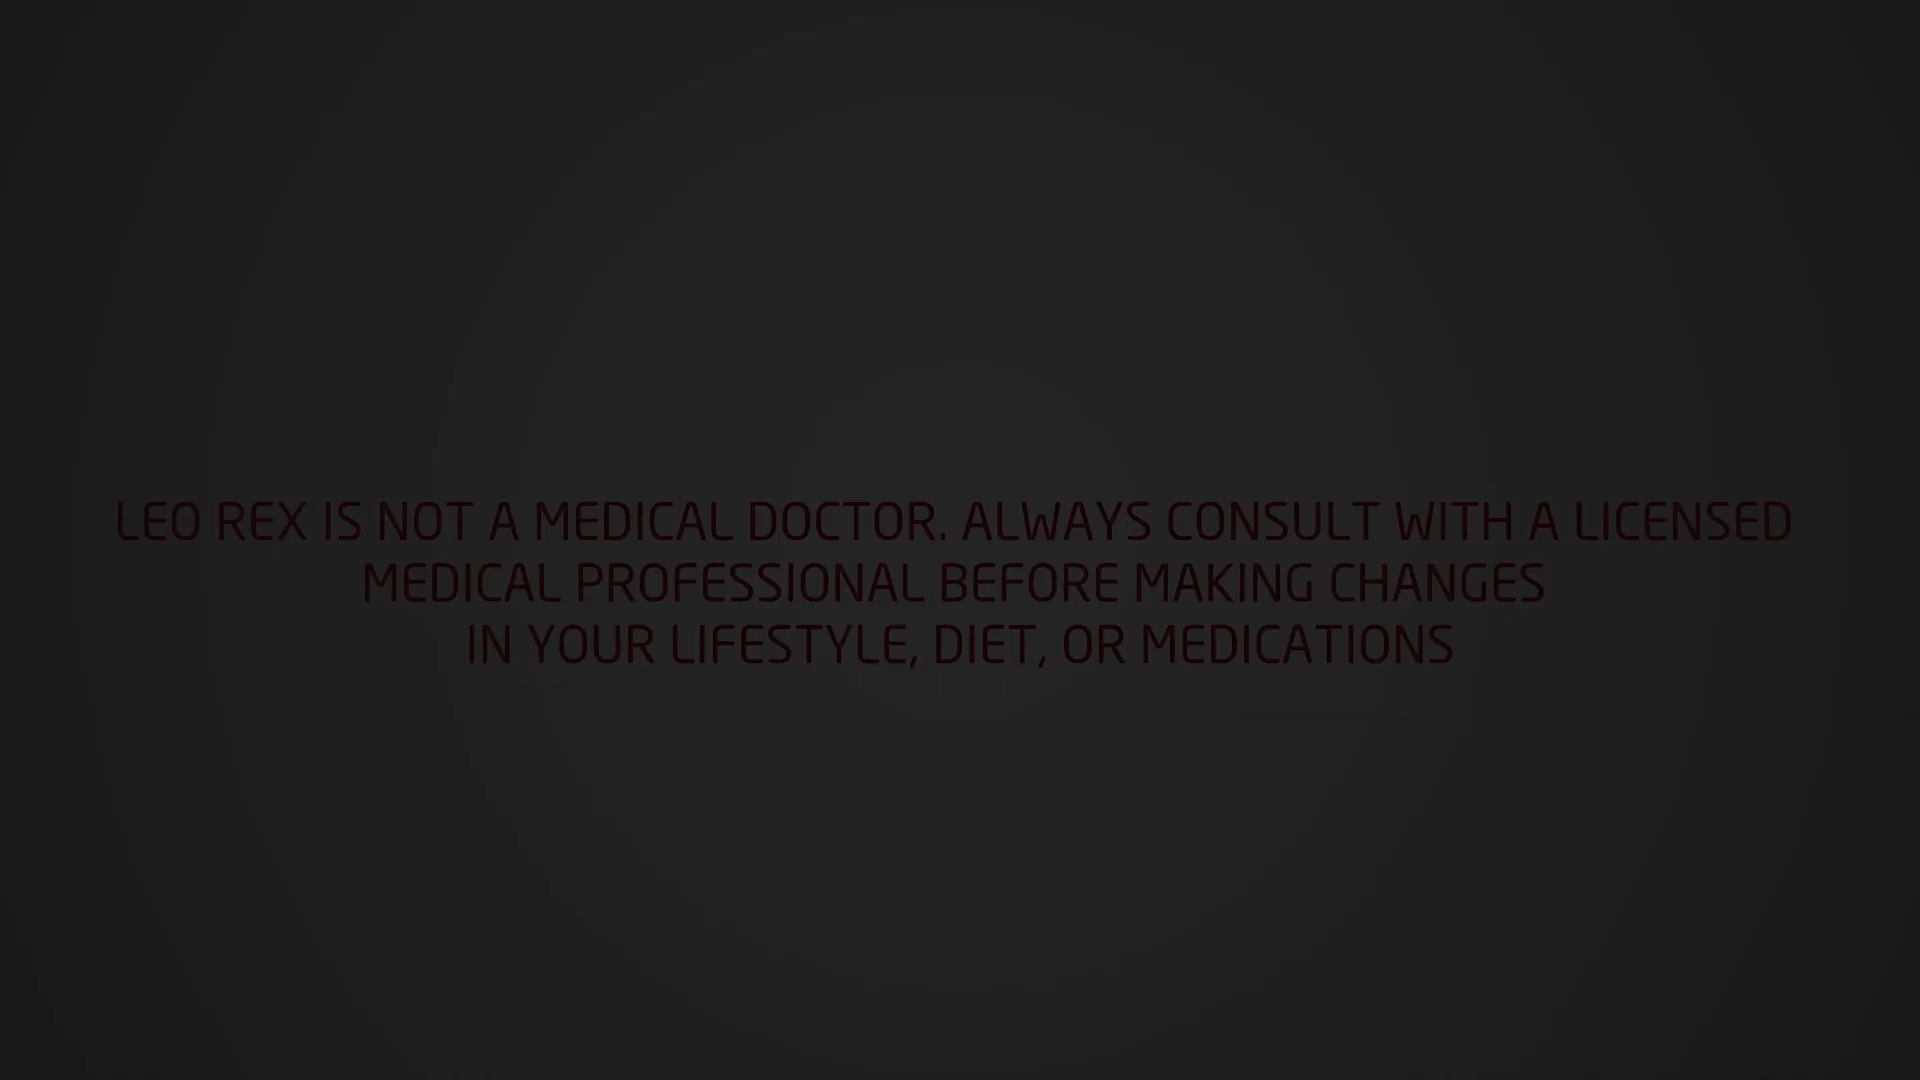 LEO REX IS NOT A MEDICAL DOCTOR. ALWAYS CONSULT WITH A LICENSED
MEDICAL PROFESSIONAL BEFORE MAKING CHANGES
IN YOUR LIFESTYLE, DIET, OR MEDICATIONS